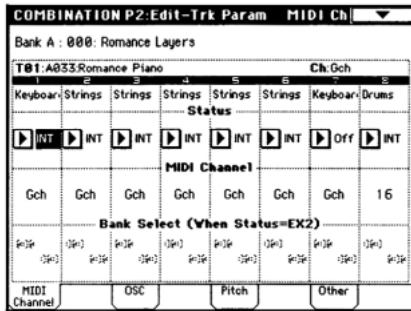 COMBINATION P2:Edit-Trk Param MIDI Ch
Bank A : 000: Romance Layers
T01:A033:Romance Piano Ch:Gch
1 2 3 4 5 6 7 8
Keyboar Strings Strings Strings Strings Strings Keyboar Drums
Status
INT INT INT INT INT INT Off INT
MIDI Channel
Gch Gch Gch Gch Gch Gch Gch 16
Bank Select (When Status=EX2)
MIDI Channel OSC Pitch Other